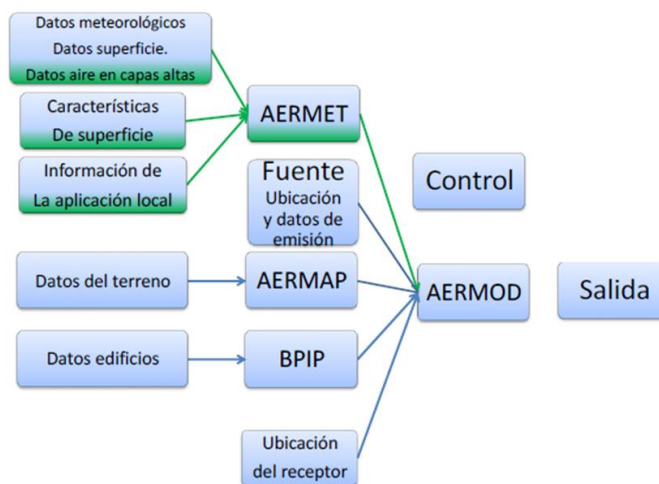 Datos meteorológicos
Datos superficie.
Datos aire en capas altas
Características
De superficie
AERMET
Información de
La aplicación local
Fuente
Ubicación
y datos de
emisión
Control
Datos del terreno
AERMAP
AERMOD
Salida
Datos edificios
BPIP
Ubicación
del receptor